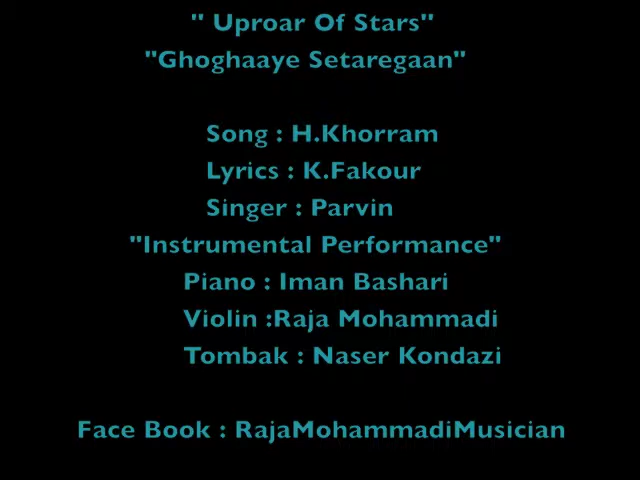 " Uproar Of Stars"
"Ghoghaaye Setaregaan"
Song : H.Khorram
Lyrics : K.Fakour
Singer : Parvin
"Instrumental Performance"
Piano : Iman Bashari
Violin :Raja Mohammadi
Tombak : Naser Kondazi
Face Book : RajaMohammadiMusician